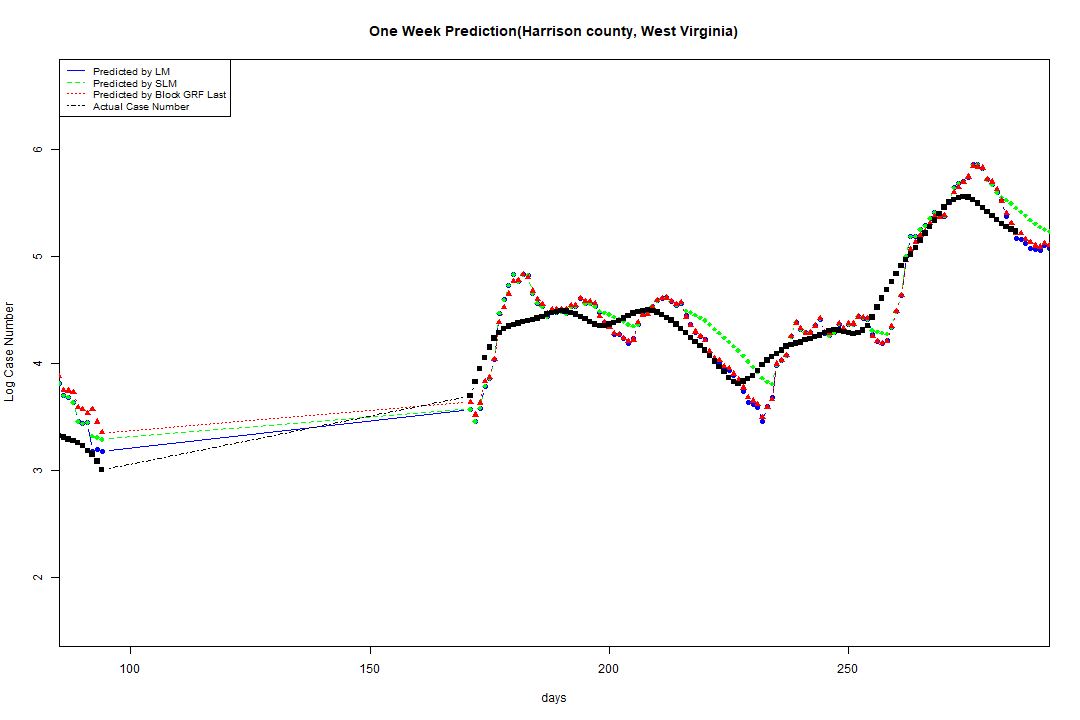 One Week Prediction(Harrison county, West Virginia)
Predicted by LM
Predicted by SLM
Predicted by Block GRF Last
Actual Case Number
6
5
4
3
2
Log Case Number
100 150 200 250
days